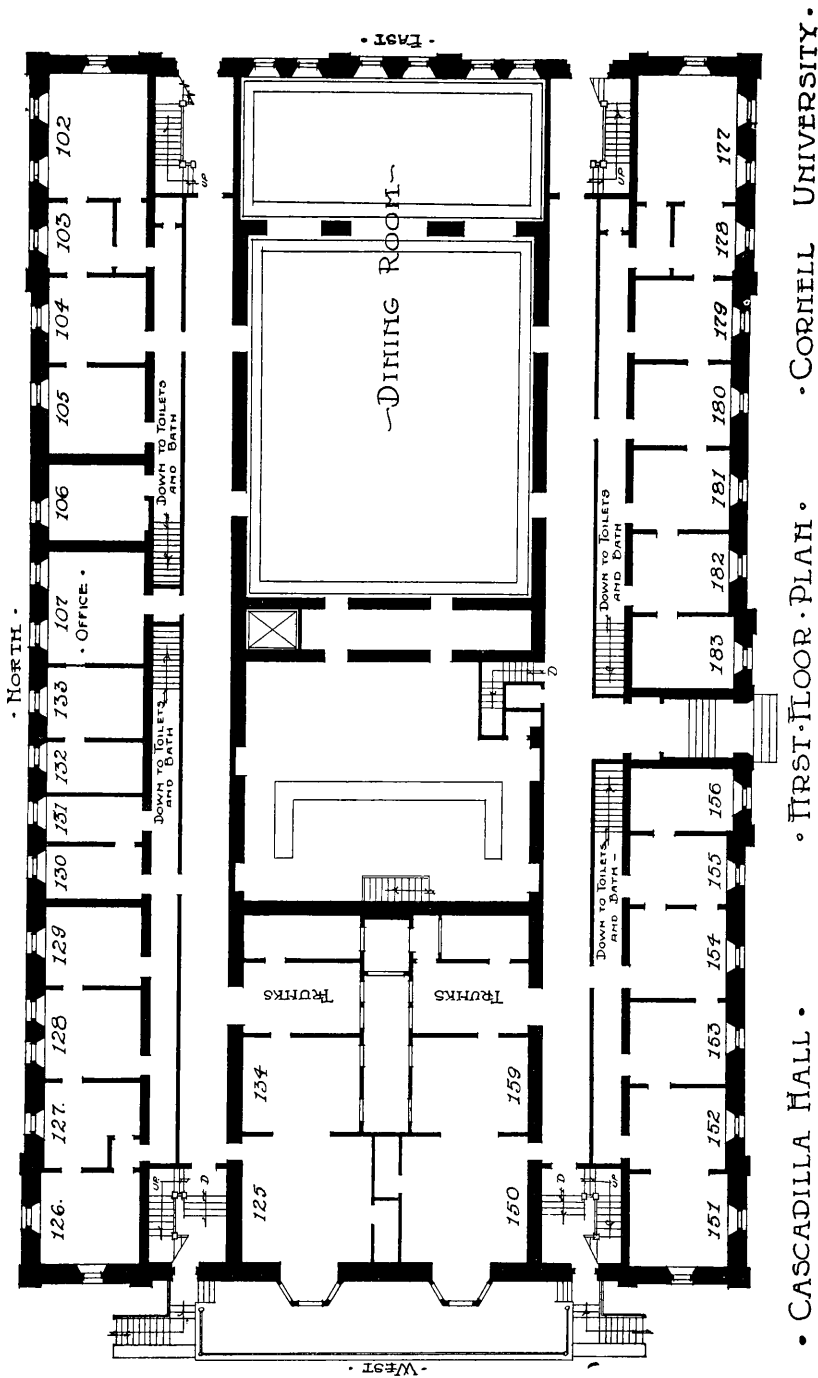 · NORTH ·
126.
127.
128
129
130
131
132
133
107
· OFFICE ·
106
105
104
103
102
DOWN TO TOILETS
AND BATH
DOWN TO TOILETS
AND BATH
UP
D
UP
· WEST ·
125
134
TRUNKS
150
159
TRUNKS
D
~DINING ROOM~
· EAST ·
D
UP
UP
DOWN TO TOILETS
AND BATH –
DOWN TO TOILETS
AND BATH
151
152
153
154
155
156
183
182
181
180
179
178
177
· CASCADILLA HALL ·
· FIRST · FLOOR · PLAN ·
· CORNELL UNIVERSITY ·